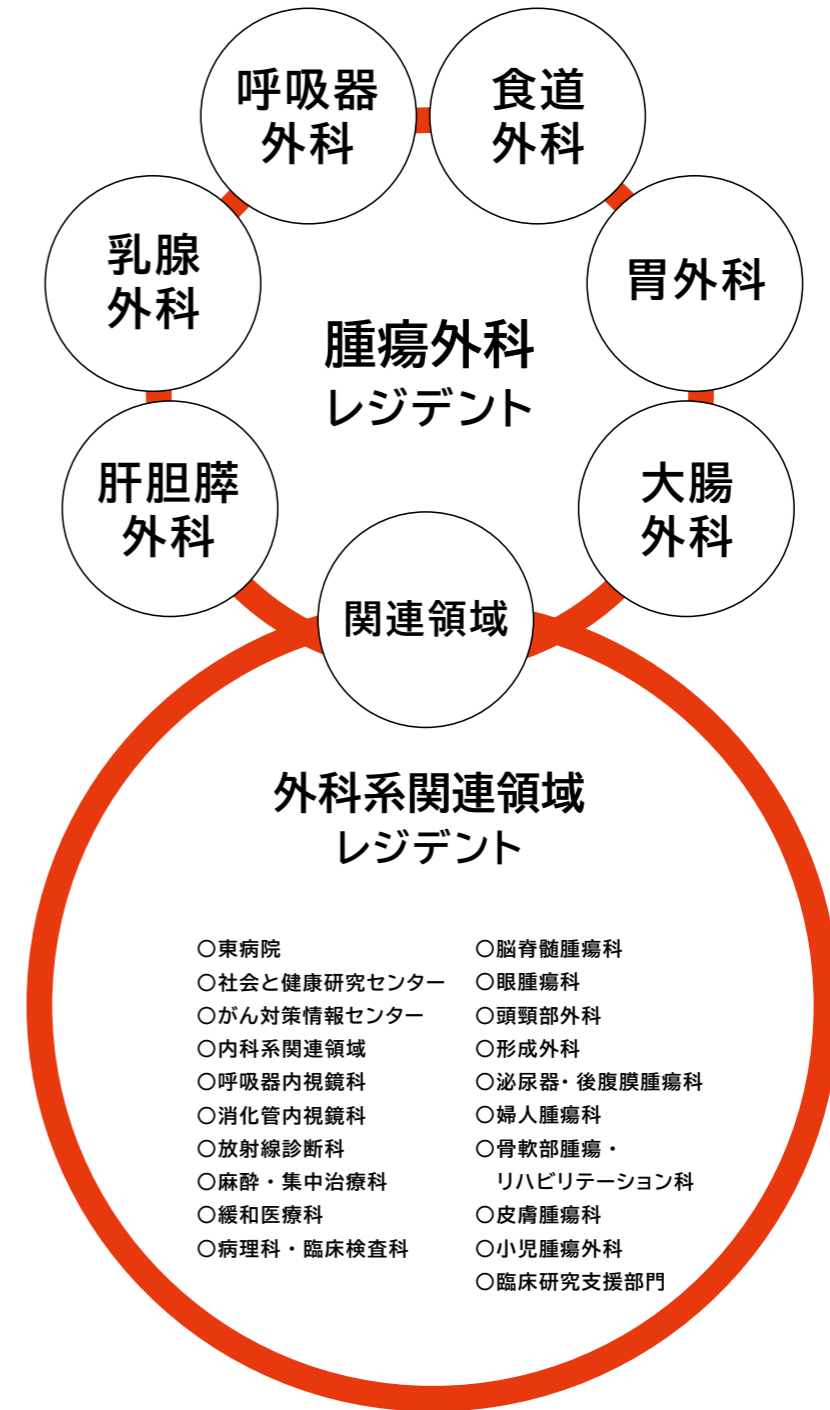 呼吸器
外科
食道
外科
乳腺
外科
胃外科
腫瘍外科
レジデント
肝胆膵
外科
大腸
外科
関連領域
外科系関連領域
レジデント
○東病院
○社会と健康研究センター
○がん対策情報センター
○内科系関連領域
○呼吸器内視鏡科
○消化管内視鏡科
○放射線診断科
○麻酔・集中治療科
○緩和医療科
○病理科・臨床検査科
○脳脊髄腫瘍科
○眼腫瘍科
○頭頸部外科
○形成外科
○泌尿器・後腹膜腫瘍科
○婦人腫瘍科
○骨軟部腫瘍・
リハビリテーション科
○皮膚腫瘍科
○小児腫瘍外科
○臨床研究支援部門